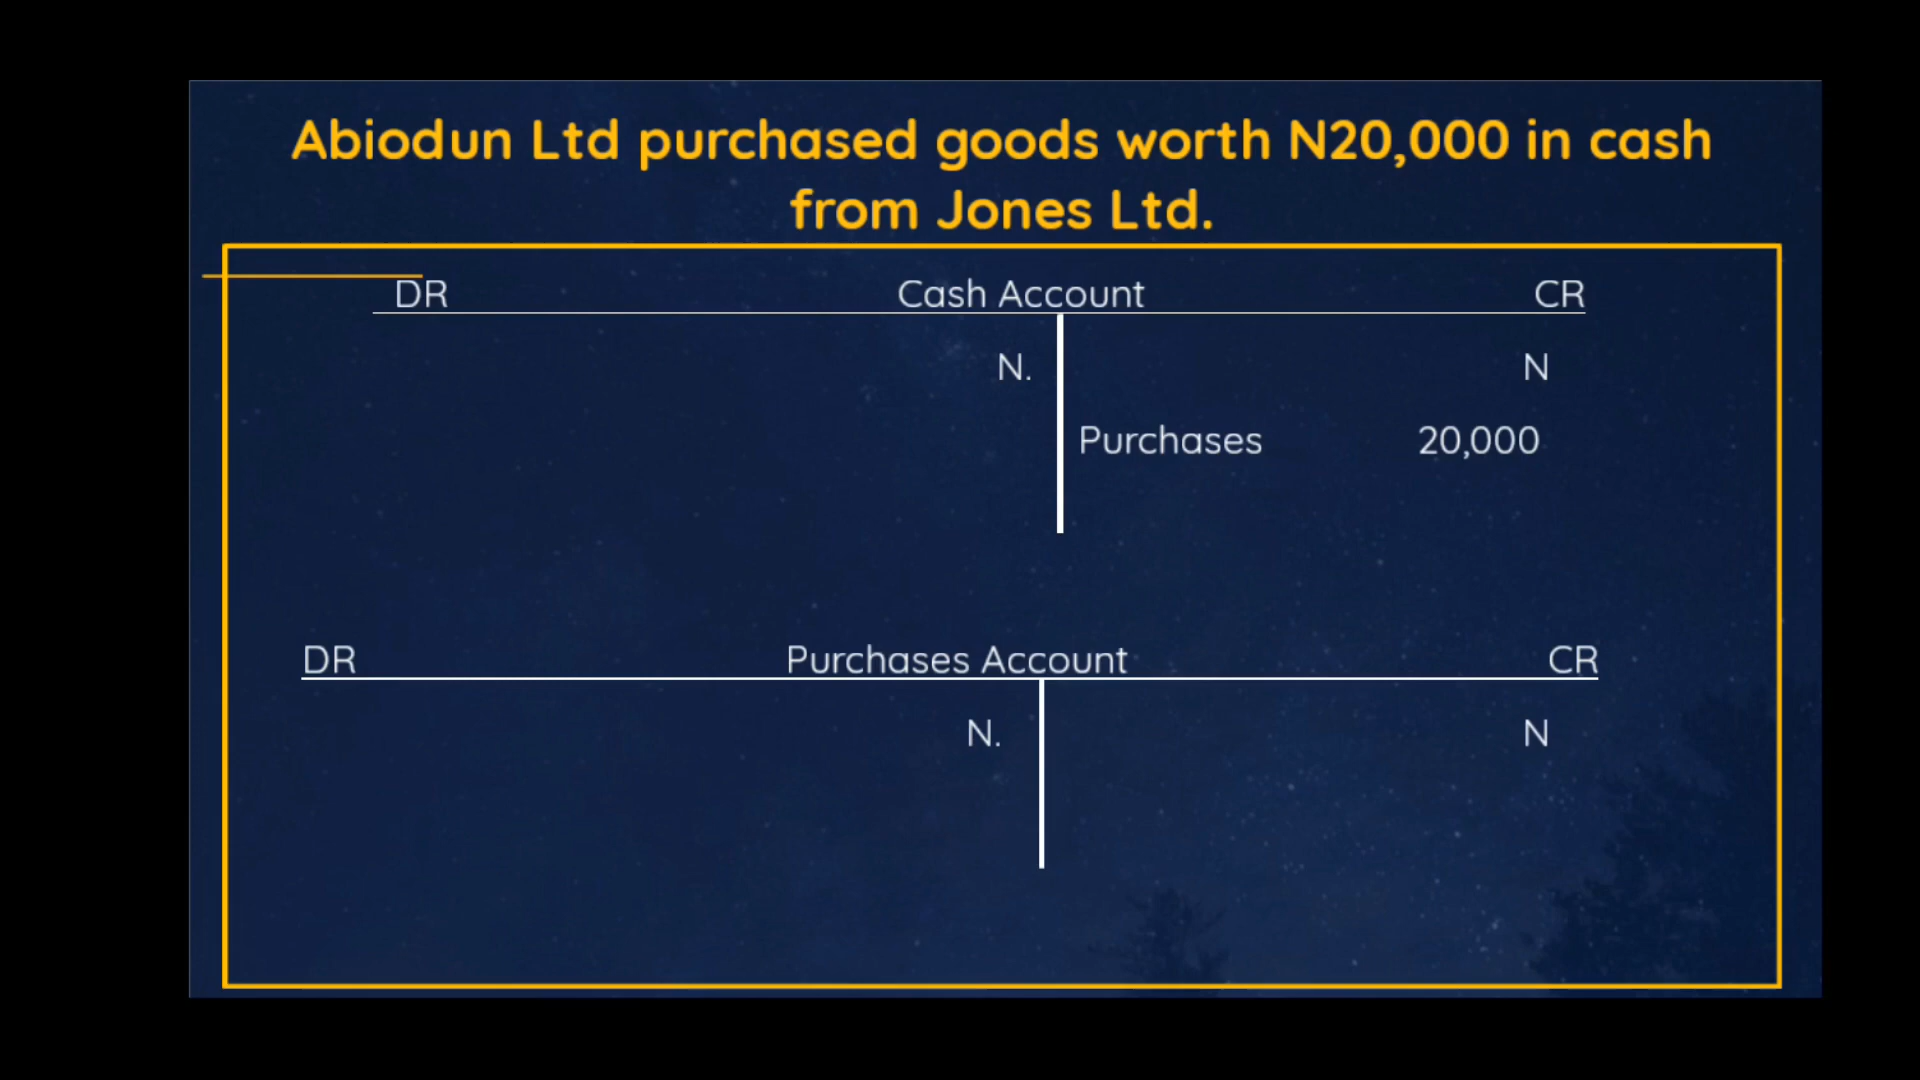 Abiodun Ltd purchased goods worth N20,000 in cash
from Jones Ltd.
DR Cash Account CR
N. N
Purchases 20,000
DR Purchases Account CR
N. N